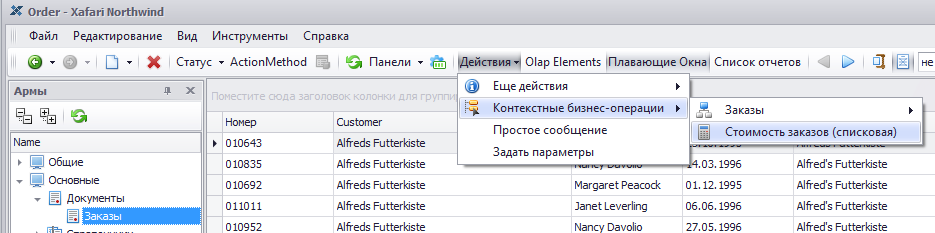 Order - Xafari Northwind
Файл Редактирование Вид Инструменты Справка
Статус ActionMethod Панели Действия Olap Elements Плавающие Окна Список отчетов не
Армы
Name
Общие
Основные
Документы
Заказы
Поместите сюда заголовок колонки для группи
Номер Customer
010643 Alfreds Futterkiste
010835 Alfreds Futterkiste Nancy Davolio 14.03.1996 Alfred's Futterkiste
010692 Alfreds Futterkiste Margaret Peacock 01.12.1995 Alfred's Futterkiste
011011 Alfreds Futterkiste Janet Leverling 06.06.1996 Alfred's Futterkiste
010952 Alfreds Futterkiste Nancy Davolio 27.05.1996 Alfred's Futterkiste
Еще действия
Контекстные бизнес-операции
Простое сообщение
Задать параметры
Заказы
Стоимость заказов (списковая)